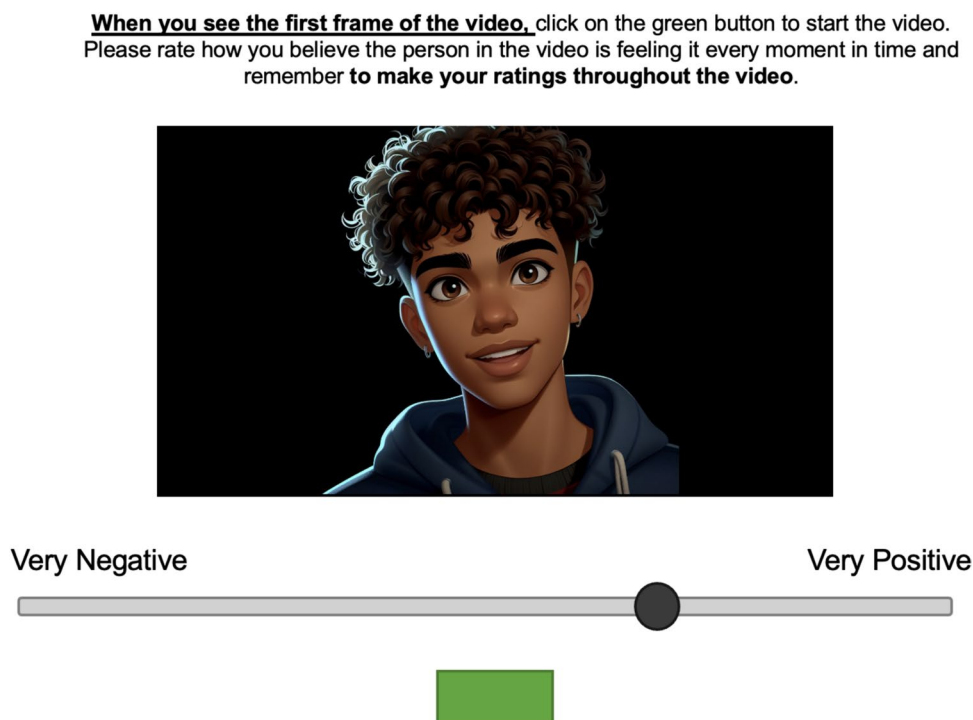 When you see the first frame of the video, click on the green button to start the video.
Please rate how you believe the person in the video is feeling it every moment in time and
remember to make your ratings throughout the video.
Very Negative
Very Positive